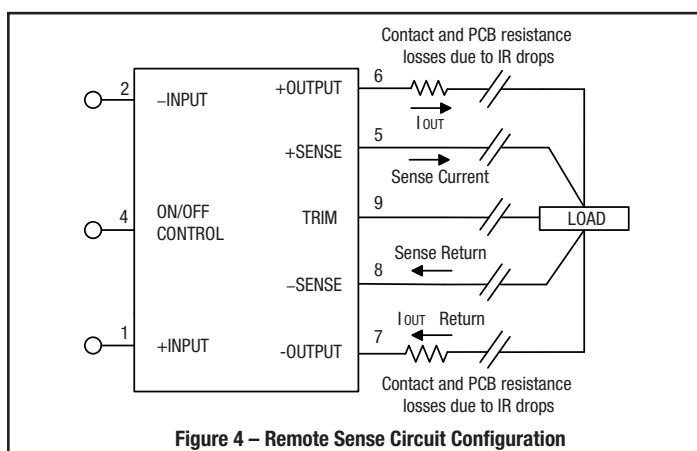 Contact and PCB resistance
losses due to IR drops
6
+OUTPUT
2
–INPUT
IOUT
5
+SENSE
Sense Current
4
ON/OFF
CONTROL
9
TRIM
LOAD
Sense Return
8
–SENSE
IOUT Return
7
1
+INPUT
-OUTPUT
Contact and PCB resistance
losses due to IR drops
Figure 4 – Remote Sense Circuit Configuration